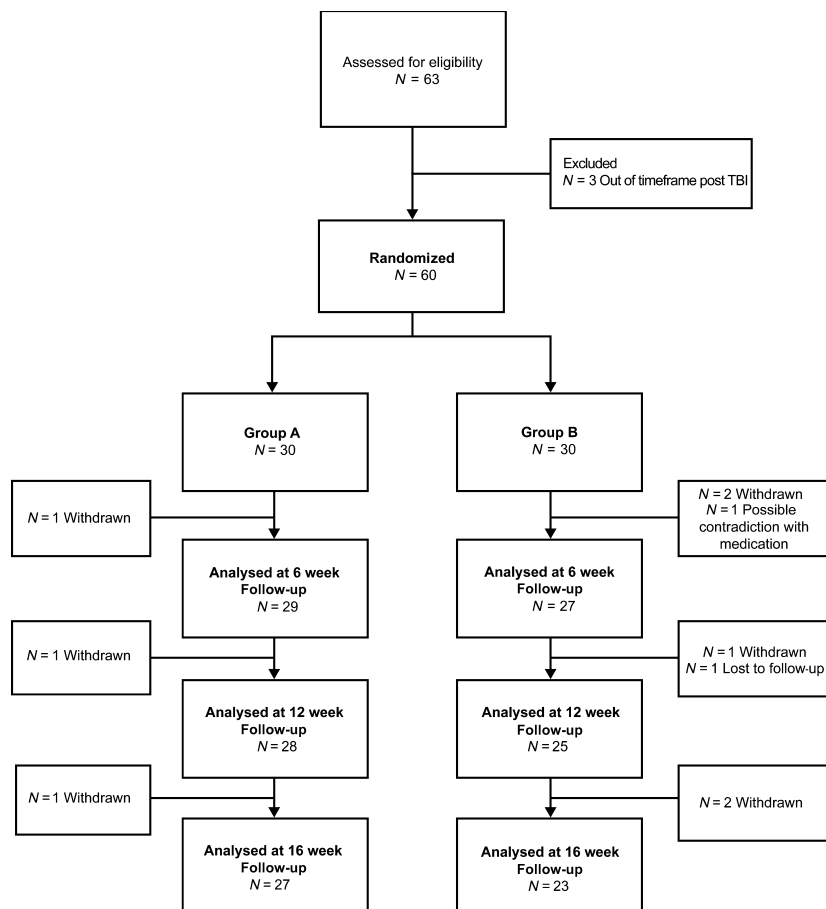 Assessed for eligibility
N = 63
Excluded
N = 3 Out of timeframe post TBI
Randomized
N = 60
Group A
N = 30
Group B
N = 30
N = 1 Withdrawn
N = 2 Withdrawn
N = 1 Possible
contradiction with
medication
Analysed at 6 week
Follow-up
N = 29
Analysed at 6 week
Follow-up
N = 27
N = 1 Withdrawn
N = 1 Withdrawn
N = 1 Lost to follow-up
Analysed at 12 week
Follow-up
N = 28
Analysed at 12 week
Follow-up
N = 25
N = 1 Withdrawn
N = 2 Withdrawn
Analysed at 16 week
Follow-up
N = 27
Analysed at 16 week
Follow-up
N = 23